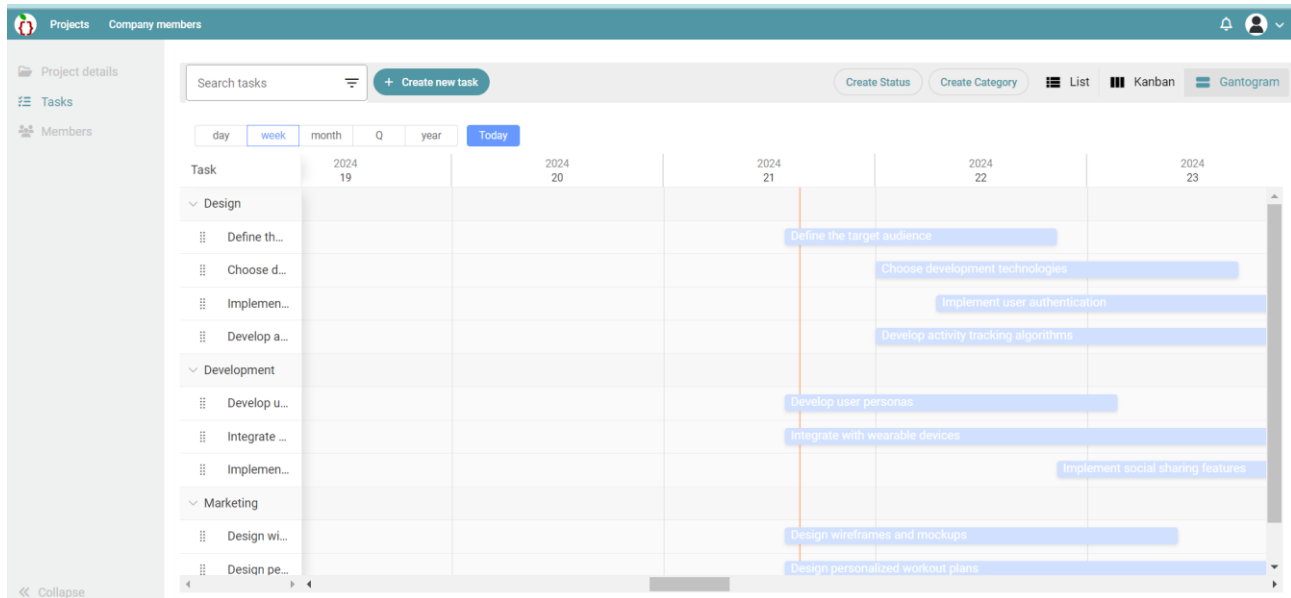 Projects Company members
Project details
Tasks
Members
Search tasks
+ Create new task
Create Status
Create Category
List
Kanban
Gantogram
day week month Q year Today
Task
2024 2024 2024 2024 2024
19 20 21 22 23
Design
Define th... Define the target audience
Choose d... Choose development technologies
Implemen... Implement user authentication
Develop a... Develop activity tracking algorithms
Development
Develop u... Develop user personas
Integrate ... Integrate with wearable devices
Implemen... Implement social sharing features
Marketing
Design wi... Design wireframes and mockups
Design pe... Design personalized workout plans
Collapse